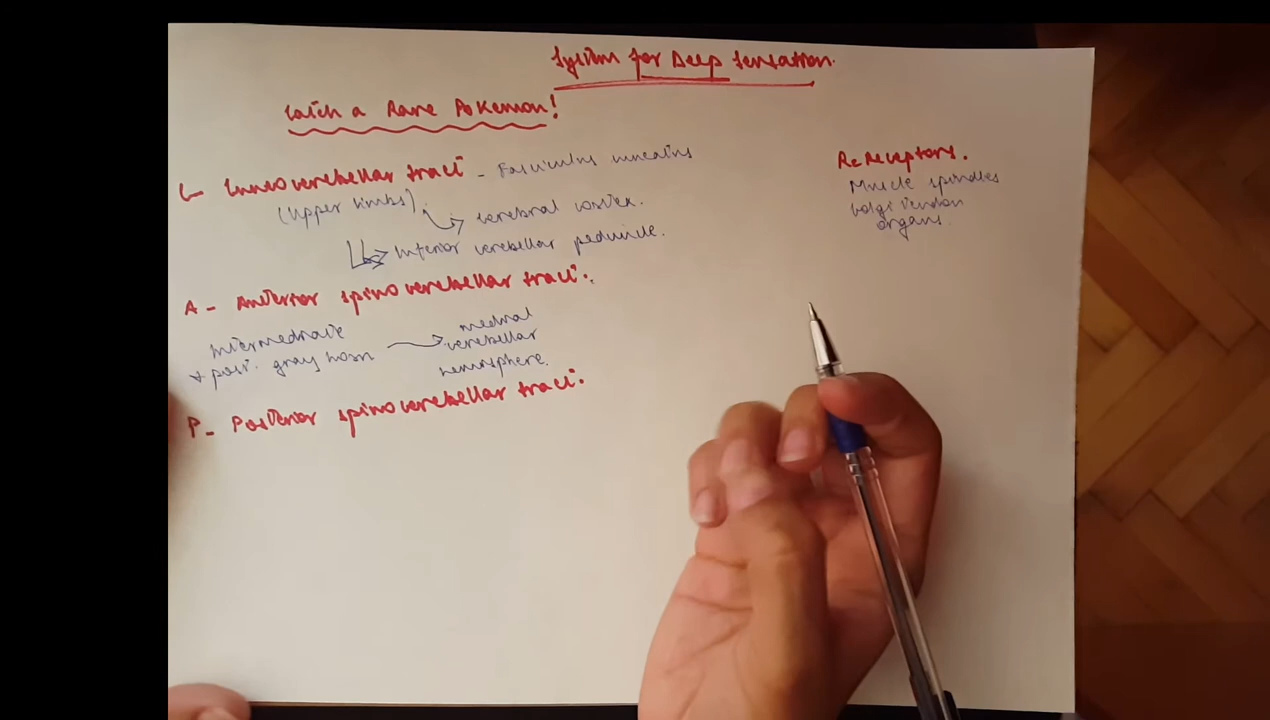 System for Deep Sensation.
Catch a Rare Pokemon!
C- Cuneocerebellar tract - Fasciculus cuneatus
(Upper limbs)
cerebral cortex.
Inferior cerebellar peduncle.
A - Anterior spinocerebellar tract.
Intermediate
+ post. gray horn
medial
cerebellar
hemisphere.
P - Posterior spinocerebellar tract.
Receptors.
Muscle spindles
Golgi tendon
organs